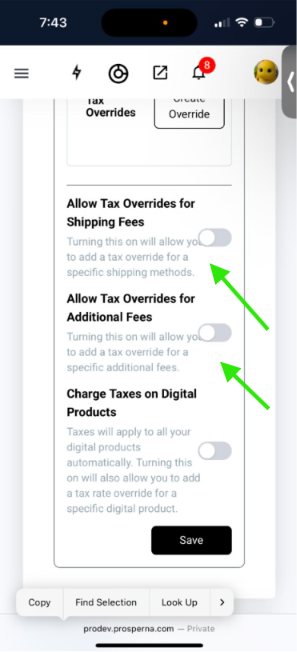 7:43
8
Tax
Overrides
Create
Override
Allow Tax Overrides for
Shipping Fees
Turning this on will allow you
to add a tax override for a
specific shipping methods.
Allow Tax Overrides for
Additional Fees
Turning this on will allow you
to add a tax override for a
specific additional fees.
Charge Taxes on Digital
Products
Taxes will apply to all your
digital products
automatically. Turning this
on will also allow you to add
a tax rate override for a
specific digital product.
Save
Copy
Find Selection
Look Up
prodev.prosperna.com — Private